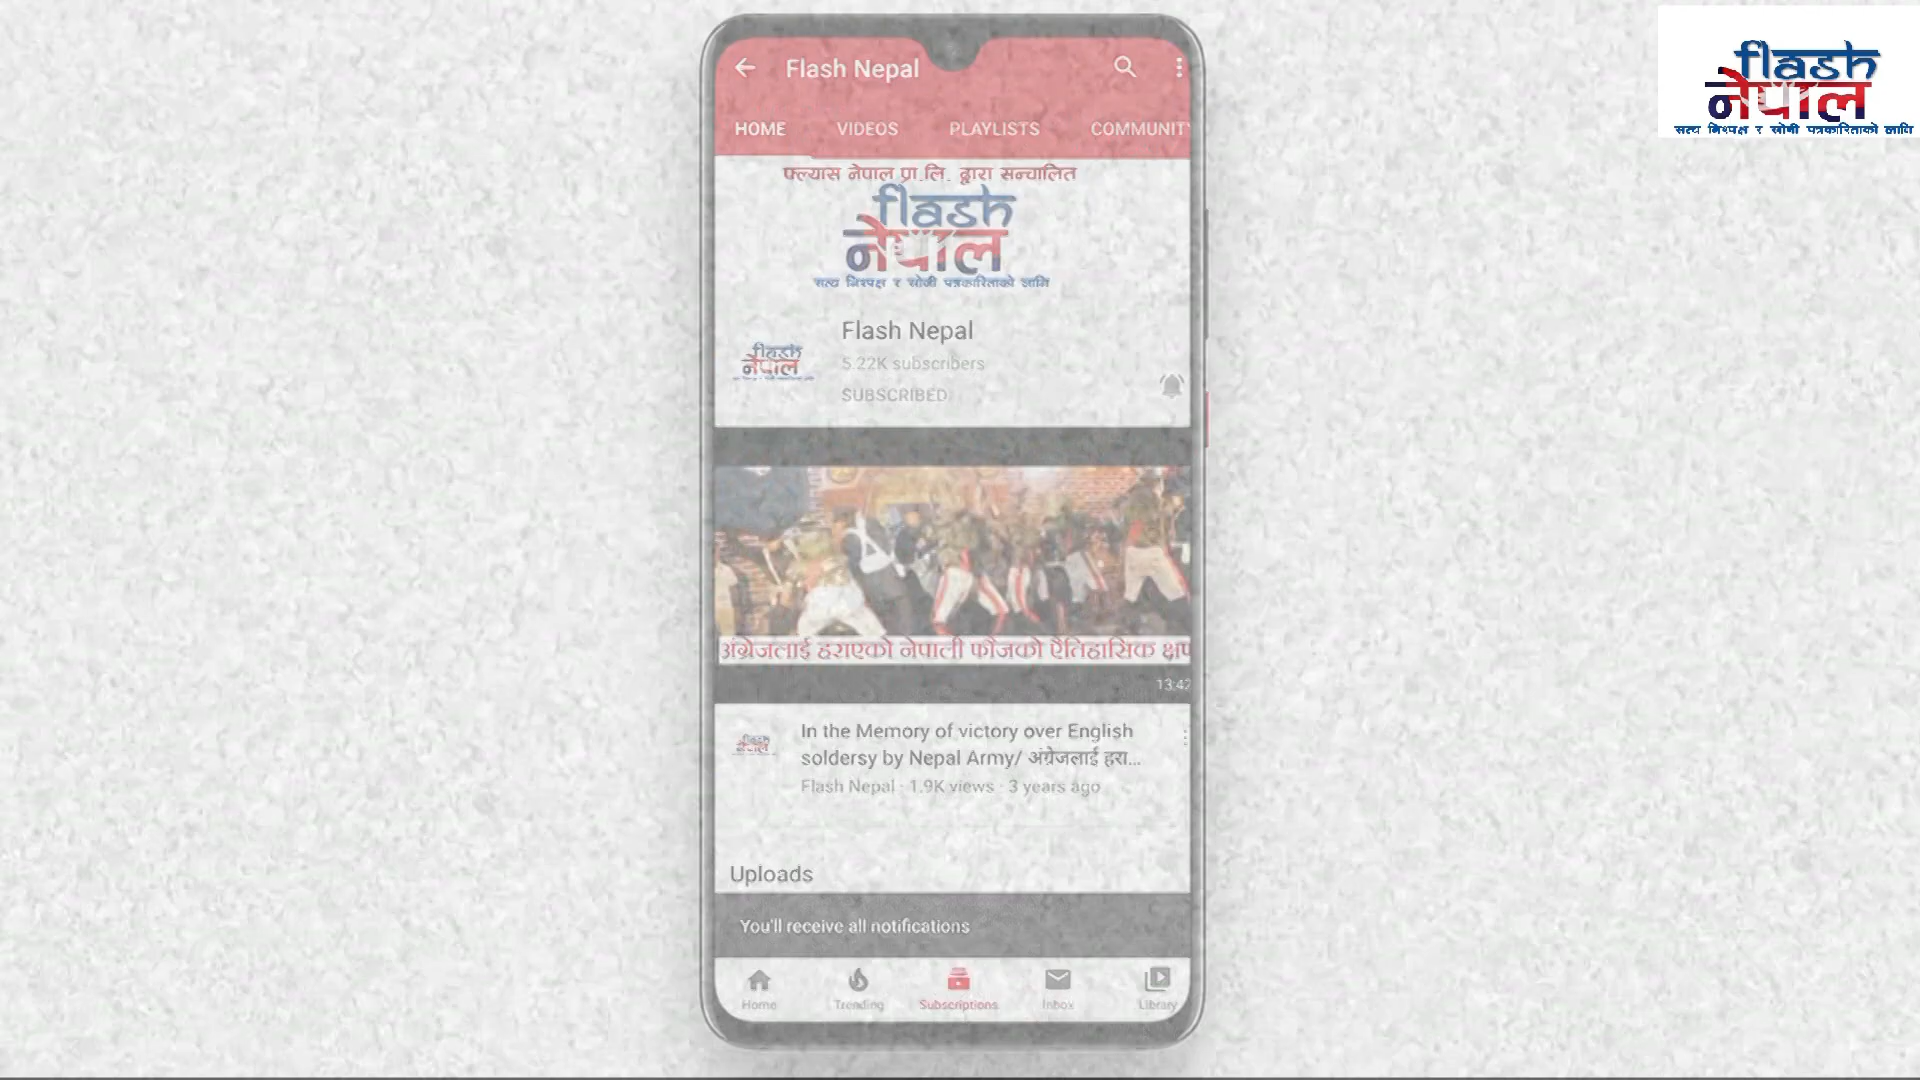 Flash Nepal
HOME VIDEOS PLAYLISTS COMMUNITY
फ्ल्यास नेपाल प्रा.लि. द्वारा सन्चालित
flash
नेपाल
सत्य निश्पक्ष र सोझो पत्रकारिताको लागि
flash
नेपाल
सत्य निश्पक्ष र सोझो पत्रकारिताको लागि
Flash Nepal
5.22K subscribers
SUBSCRIBED
flash
नेपाल
अंग्रेजलाई हराएको नेपाली फौजको ऐतिहासिक क्षण
13:42
flash
नेपाल
In the Memory of victory over English
soldersy by Nepal Army/ अंग्रेजलाई हरा...
Flash Nepal · 1.9K views · 3 years ago
Uploads
You'll receive all notifications
Home Trending Subscriptions Inbox Library